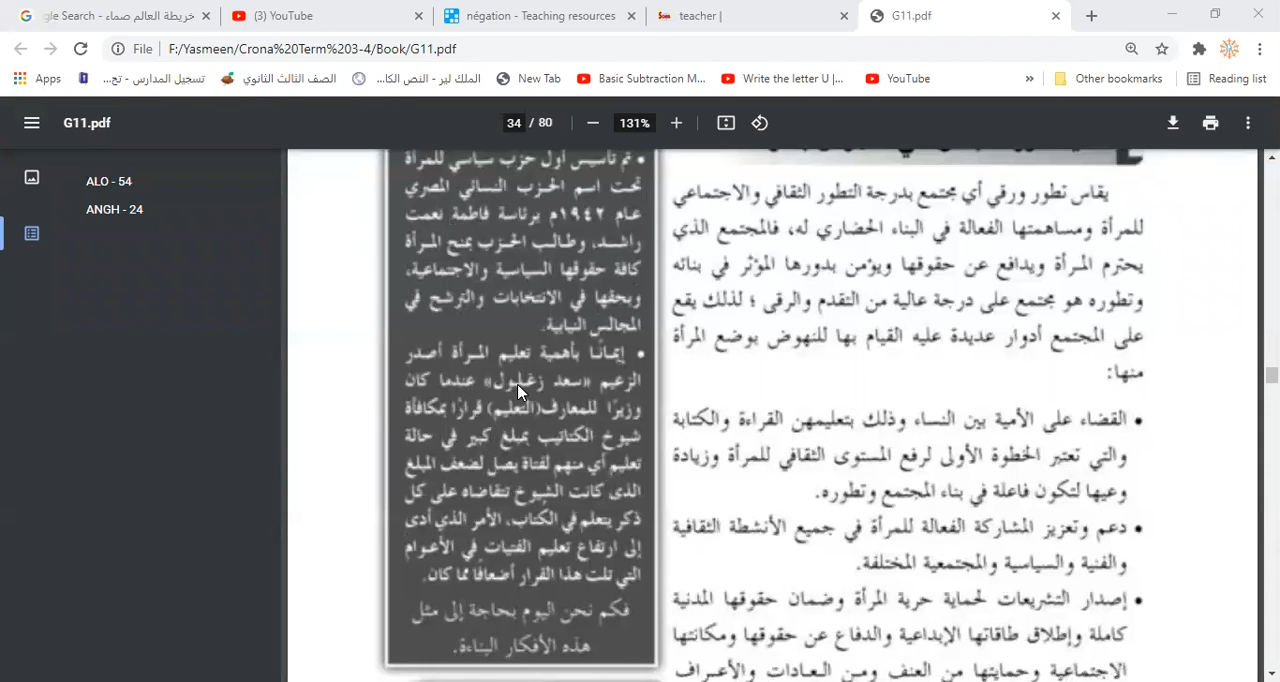 gle Search - خريطة العالم صماء
(3) YouTube
négation - Teaching resources
teacher |
G11.pdf
File
F:/Yasmeen/Crona%20Term%203-4/Book/G11.pdf
Apps
تسجيل المدارس - تج...
الصف الثالث الثانوي
الملك لير - النص الكا...
New Tab
Basic Subtraction M...
Write the letter U |...
YouTube
»
Other bookmarks
Reading list
G11.pdf
34 / 80
131%
ALO - 54
ANGH - 24
يقاس تطور ورقي أي مجتمع بدرجة التطور الثقافي والاجتماعي
للمرأة ومساهمتها الفعالة في البناء الحضاري له، فالمجتمع الذي
يحترم المرأة ويدافع عن حقوقها ويؤمن بدورها المؤثر في بنائه
وتطوره هو مجتمع على درجة عالية من التقدم والرقى ؛ لذلك يقع
على المجتمع أدوار عديدة عليه القيام بها للنهوض بوضع المرأة
منها:
• القضاء على الأمية بين النساء وذلك بتعليمهن القراءة والكتابة
والتي تعتبر الخطوة الأولى لرفع المستوى الثقافي للمرأة وزيادة
وعيها لتكون فاعلة في بناء المجتمع وتطوره.
• دعم وتعزيز المشاركة الفعالة للمرأة في جميع الأنشطة الثقافية
والفنية والسياسية والمجتمعية المختلفة.
• إصدار التشريعات لحماية حرية المرأة وضمان حقوقها المدنية
كاملة وإطلاق طاقاتها الإبداعية والدفاع عن حقوقها ومكانتها
الاجتماعية وحمايتها من العنف ومن العادات والأعراف
• تم تأسيس أول حزب سياسي للمرأة
تحت اسم الحزب النسائي المصري
عام ١٩٤٢م برئاسة فاطمة نعمت
راشد، وطالب الحزب بمنح المرأة
كافة حقوقها السياسية والاجتماعية،
وبحقها في الانتخابات والترشح في
المجالس النيابية.
• إيمانًا بأهمية تعليم المرأة أصدر
الزعيم «سعد زغلول» عندما كان
وزيرًا للمعارف(التعليم) قرارًا بمكافأة
شيوخ الكتاتيب بمبلغ كبير في حالة
تعليم أي منهم لفتاة يصل لضعف المبلغ
الذى كانت الشيوخ تتقاضاه على كل
ذكر يتعلم في الكتاب، الأمر الذي أدى
إلى ارتفاع تعليم الفتيات في الأعوام
التي تلت هذا القرار أضعافًا مما كان.
فكم نحن اليوم بحاجة إلى مثل
هذه الأفكار البناءة.